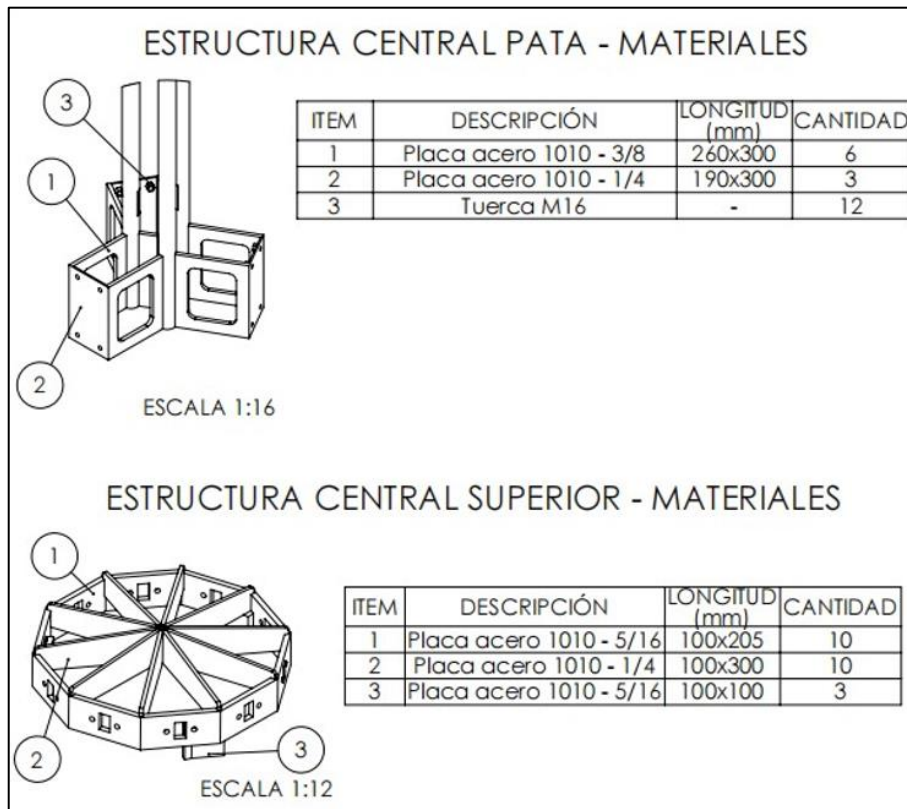 ESTRUCTURA CENTRAL PATA - MATERIALES
3
1
2
ESCALA 1:16
ITEM DESCRIPCIÓN LONGITUD (mm) CANTIDAD
1 Placa acero 1010 - 3/8 260x300 6
2 Placa acero 1010 - 1/4 190x300 3
3 Tuerca M16 - 12
ESTRUCTURA CENTRAL SUPERIOR - MATERIALES
1
2
3
ESCALA 1:12
ITEM DESCRIPCIÓN LONGITUD (mm) CANTIDAD
1 Placa acero 1010 - 5/16 100x205 10
2 Placa acero 1010 - 1/4 100x300 10
3 Placa acero 1010 - 5/16 100x100 3